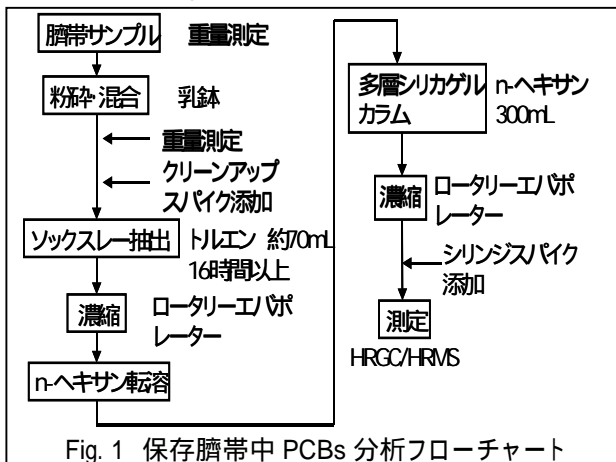 臍帯サンプル 重量測定
粉砕・混合 乳鉢
重量測定
クリーンアップ
スパイク添加
ソックスレー抽出 トルエン 約70mL
16時間以上
濃縮 ロータリーエバポ
レーター
n-ヘキサン転溶
多層シリカゲル n-ヘキサン
カラム 300mL
濃縮 ロータリーエバポ
レーター
シリンジスパイク
添加
測定
HRGC/HRMS
Fig. 1 保存臍帯中 PCBs 分析フローチャート